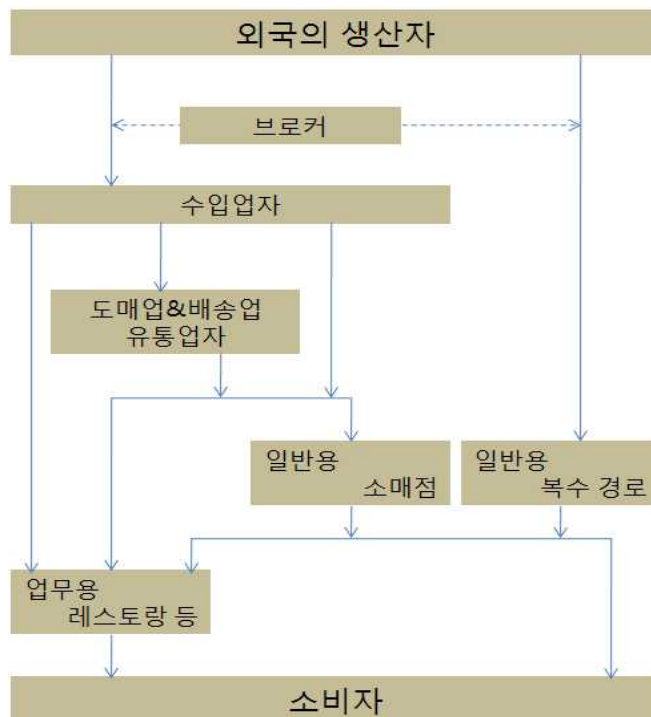 외국의 생산자
브로커
수입업자
도매업&배송업
유통업자
일반용
소매점
일반용
복수 경로
업무용
레스토랑 등
소비자